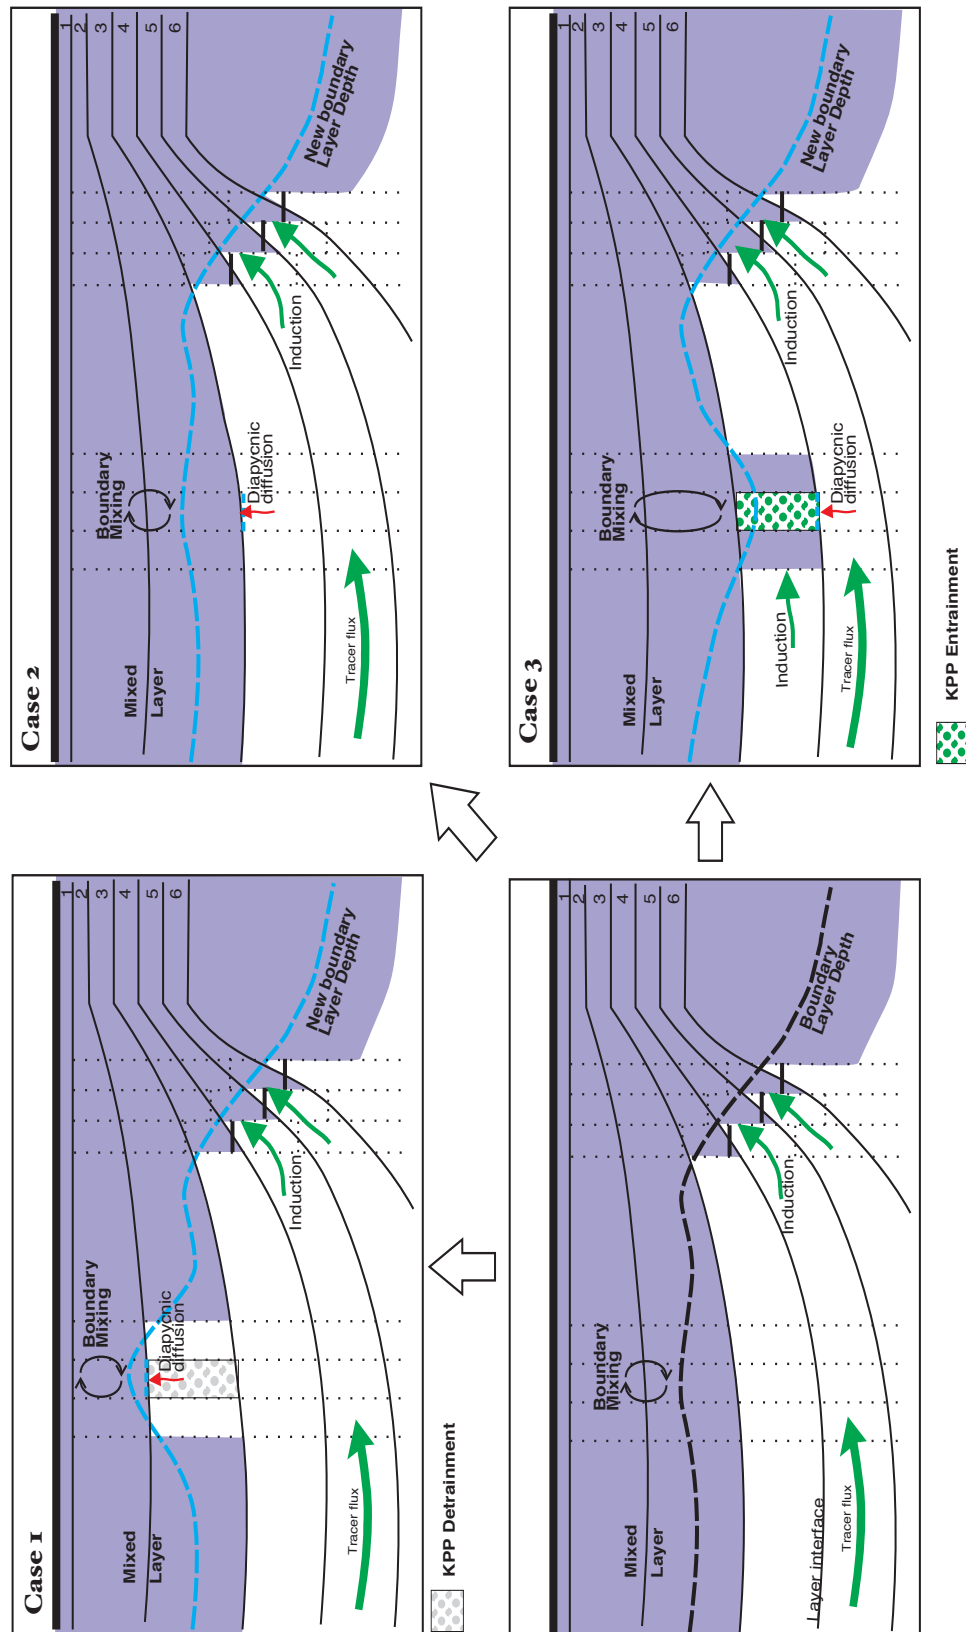 Case 1
1
2
3
4
5
6
Boundary
Mixing
Mixed
Layer
Diapycnic
diffusion
New boundary
Layer Depth
Induction
Tracer flux
KPP Detrainment
Case 2
1
2
3
4
5
6
Boundary
Mixing
Mixed
Layer
Diapycnic
diffusion
New boundary
Layer Depth
Induction
Tracer flux
1
2
3
4
5
6
Boundary
Mixing
Mixed
Layer
Boundary
Layer Depth
Induction
Layer interface
Tracer flux
Case 3
1
2
3
4
5
6
Boundary
Mixing
Mixed
Layer
New boundary
Layer Depth
Induction
Induction
Diapycnic
diffusion
Tracer flux
KPP Entrainment